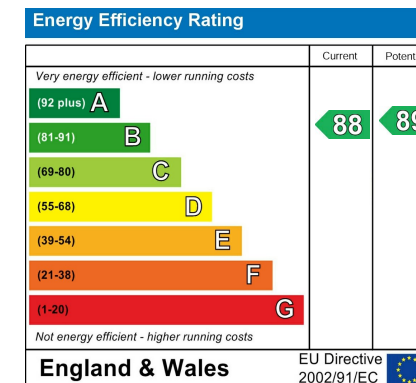 Energy Efficiency Rating
Current Potent
Very energy efficient - lower running costs
(92 plus) A
(81-91) B
88 89
(69-80) C
(55-68) D
(39-54) E
(21-38) F
(1-20) G
Not energy efficient - higher running costs
England & Wales
EU Directive
2002/91/EC